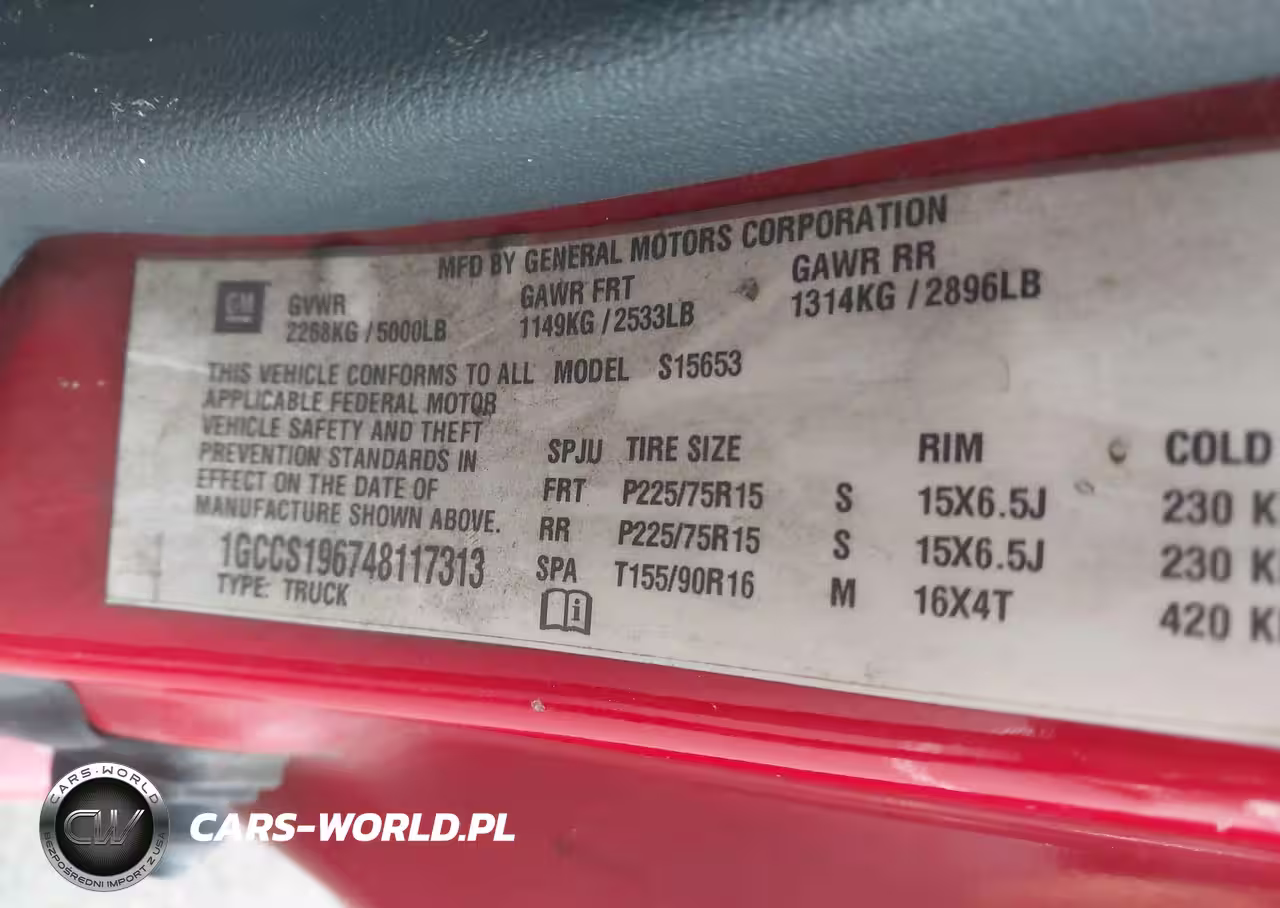 MFD BY GENERAL MOTORS CORPORATION
GM
GVWR GAWR FRT GAWR RR
2268KG / 5000LB 1149KG / 2533LB 1314KG / 2896LB
THIS VEHICLE CONFORMS TO ALL MODEL S15653
APPLICABLE FEDERAL MOTOR
VEHICLE SAFETY AND THEFT
PREVENTION STANDARDS IN
EFFECT ON THE DATE OF
MANUFACTURE SHOWN ABOVE.
1GCCS196748117313
TYPE: TRUCK
SPJU TIRE SIZE RIM COLD
FRT P225/75R15 S 15X6.5J 230 K
RR P225/75R15 S 15X6.5J 230 K
SPA T155/90R16 M 16X4T 420 K
CARS-WORLD
CW
BEZPOŚREDNI IMPORT Z USA
CARS-WORLD.PL